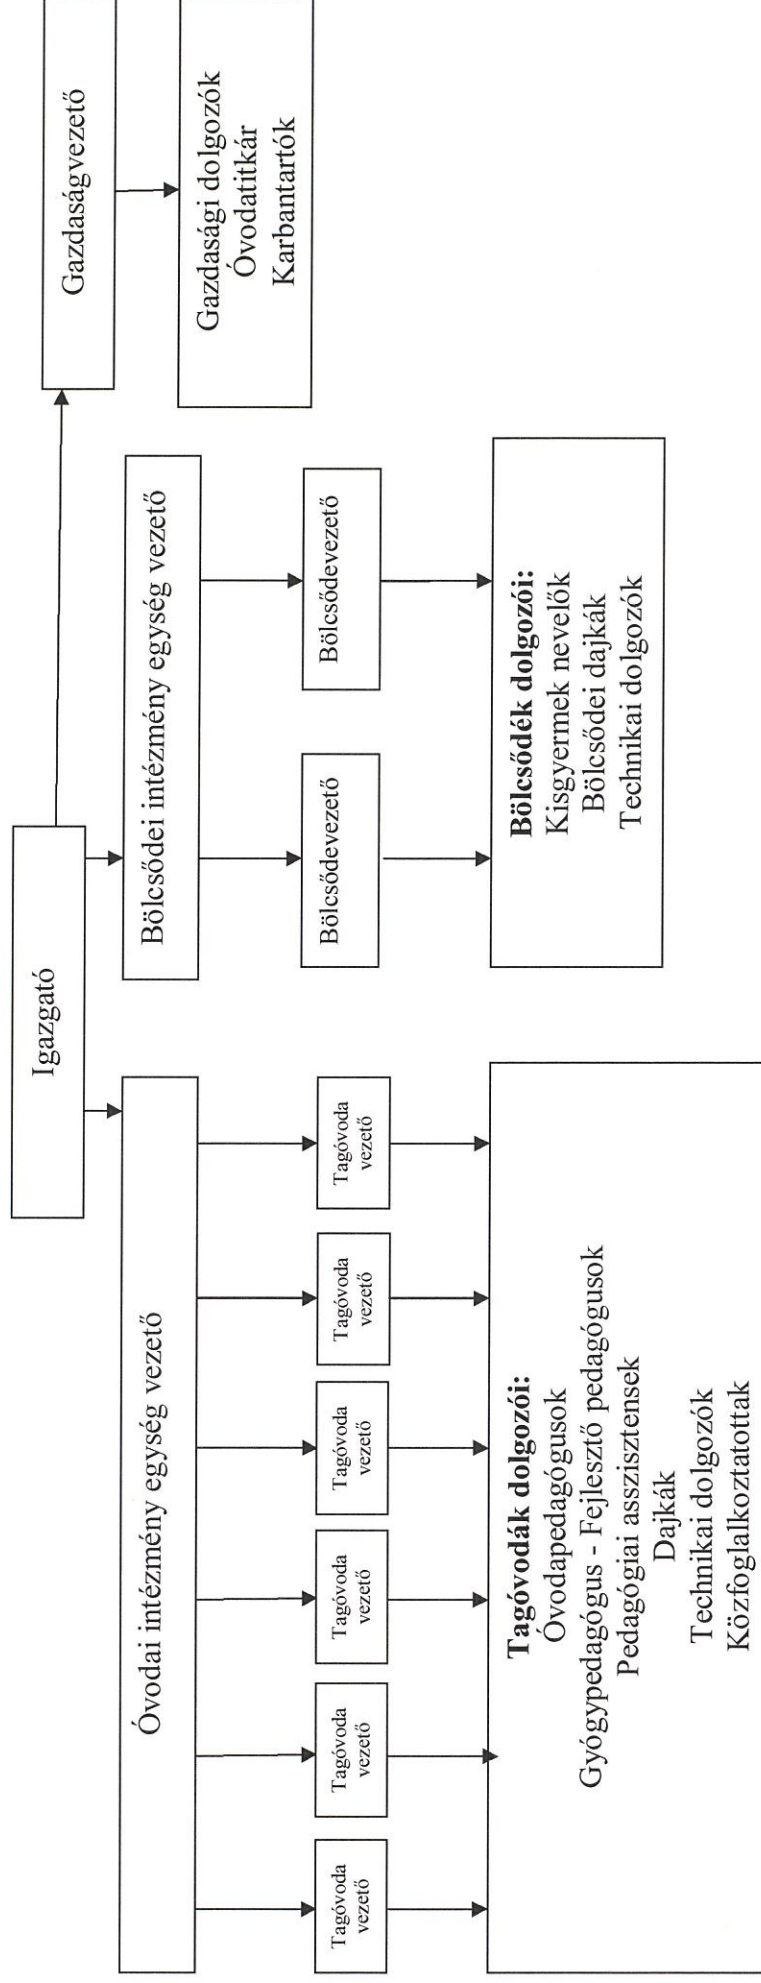 Igazgató
Gazdaságvezető
Óvodai intézmény egység vezető
Bölcsődei intézmény egység vezető
Gazdasági dolgozók
Óvodatitkár
Karbantartók
Tagóvoda
vezető
Tagóvoda
vezető
Tagóvoda
vezető
Tagóvoda
vezető
Tagóvoda
vezető
Tagóvoda
vezető
Bölcsődevezető
Bölcsődevezető
Tagóvodák dolgozói:
Óvodapedagógusok
Gyógypedagógus - Fejlesztő pedagógusok
Pedagógiai asszisztensek
Dajkák
Technikai dolgozók
Közfoglalkoztatottak
Bölcsődék dolgozói:
Kisgyermek nevelők
Bölcsődei dajkák
Technikai dolgozók